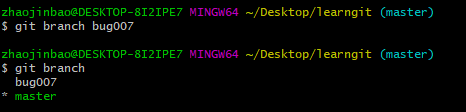 zhaojinbao@DESKTOP-8I2IPE7 MINGW64 ~/Desktop/learngit (master)
$ git branch bug007
zhaojinbao@DESKTOP-8I2IPE7 MINGW64 ~/Desktop/learngit (master)
$ git branch
  bug007
* master